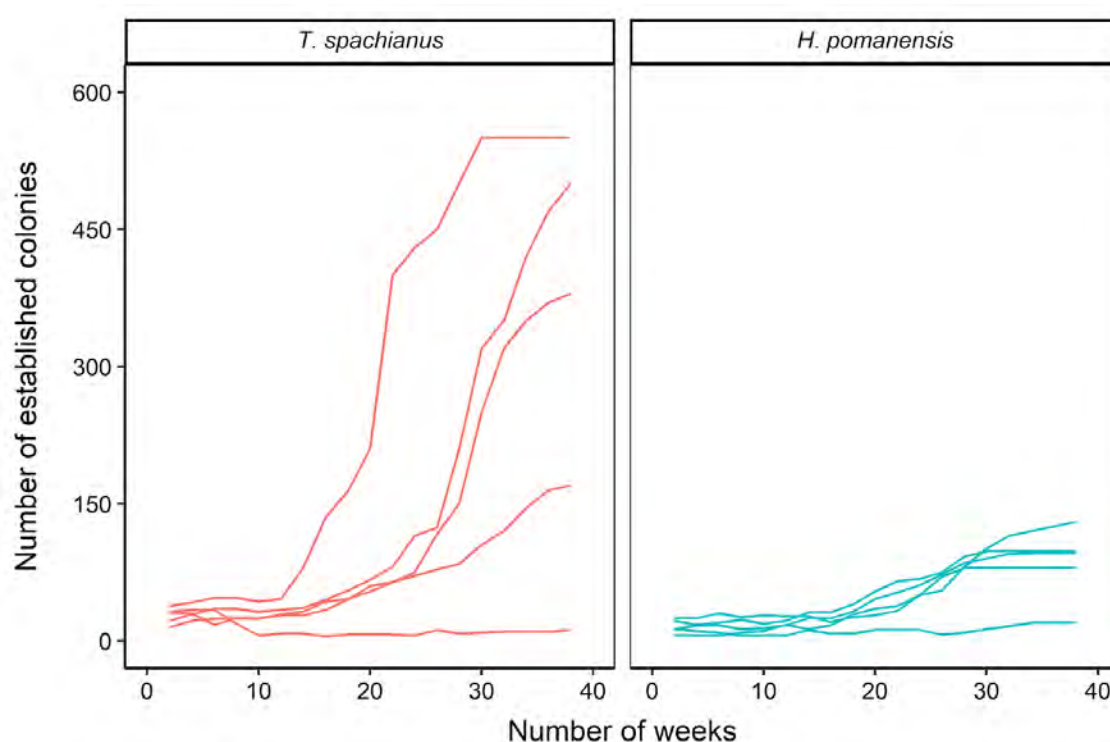 T. spachianus
H. pomanensis
Number of established colonies
600
450
300
150
0
0 10 20 30 40
0 10 20 30 40
Number of weeks